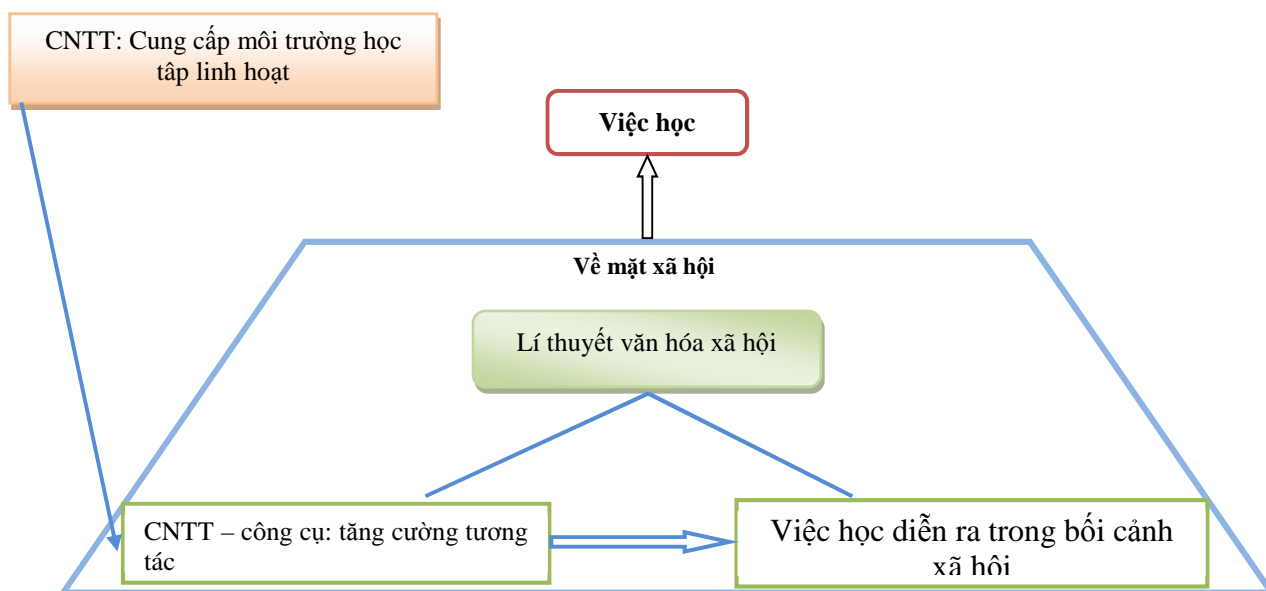 CNTT: Cung cấp môi trường học
tâp linh hoạt
Việc học
Về mặt xã hội
Lí thuyết văn hóa xã hội
CNTT – công cụ: tăng cường tương
tác
Việc học diễn ra trong bối cảnh
xã hội